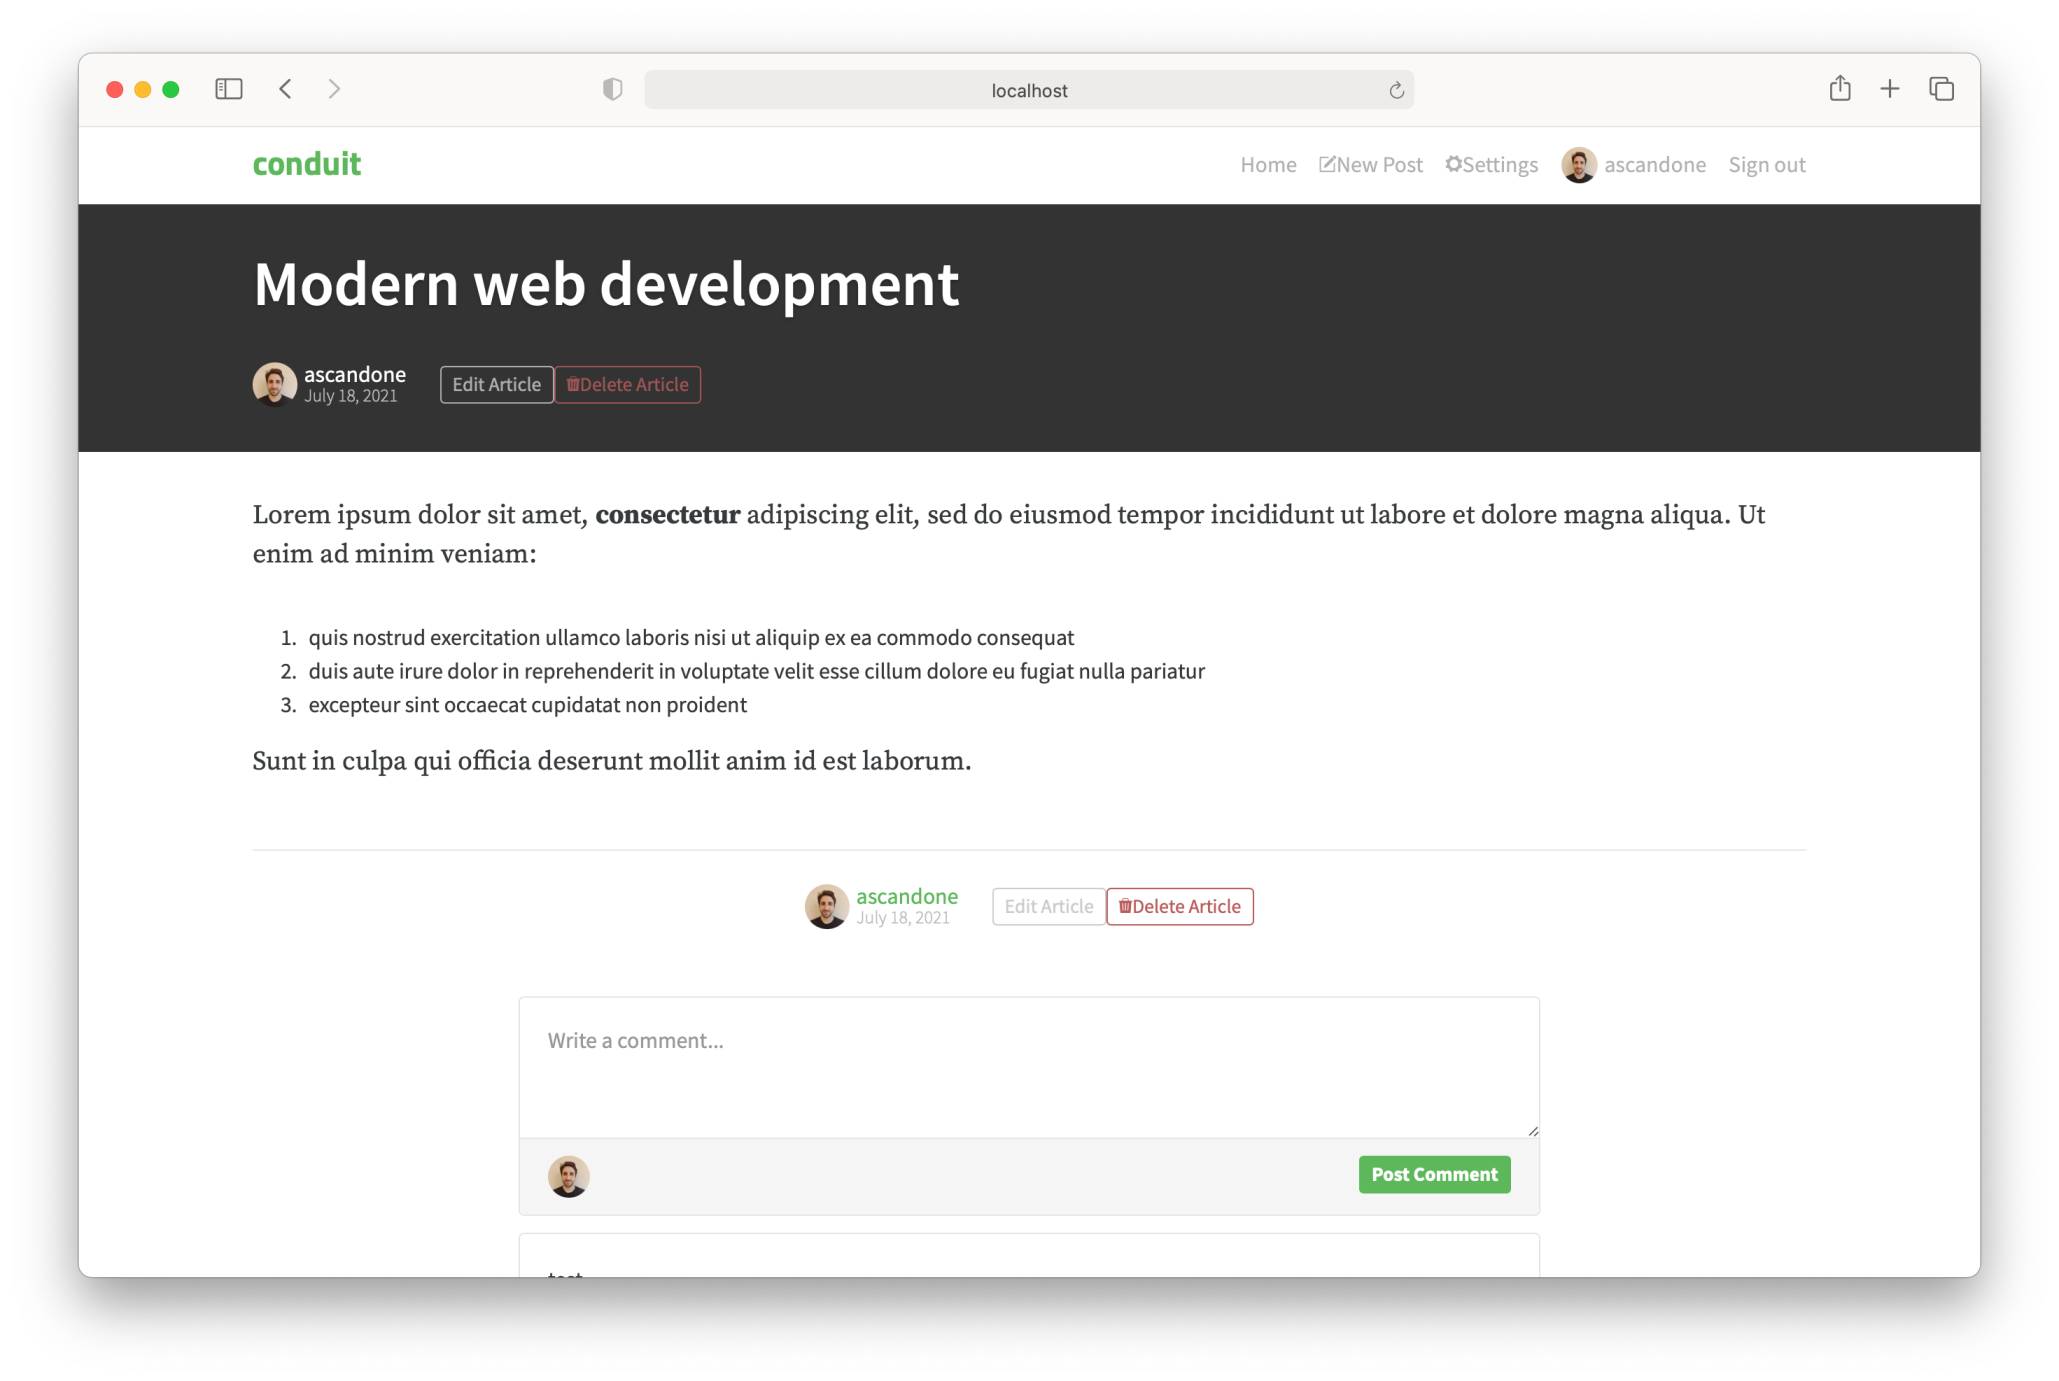 localhost
conduit
Home New Post Settings ascandone Sign out
Modern web development
ascandone
July 18, 2021
Edit Article Delete Article
Lorem ipsum dolor sit amet, consectetur adipiscing elit, sed do eiusmod tempor incididunt ut labore et dolore magna aliqua. Ut
enim ad minim veniam:
1. quis nostrud exercitation ullamco laboris nisi ut aliquip ex ea commodo consequat
2. duis aute irure dolor in reprehenderit in voluptate velit esse cillum dolore eu fugiat nulla pariatur
3. excepteur sint occaecat cupidatat non proident
Sunt in culpa qui officia deserunt mollit anim id est laborum.
ascandone
July 18, 2021
Edit Article Delete Article
Write a comment...
Post Comment